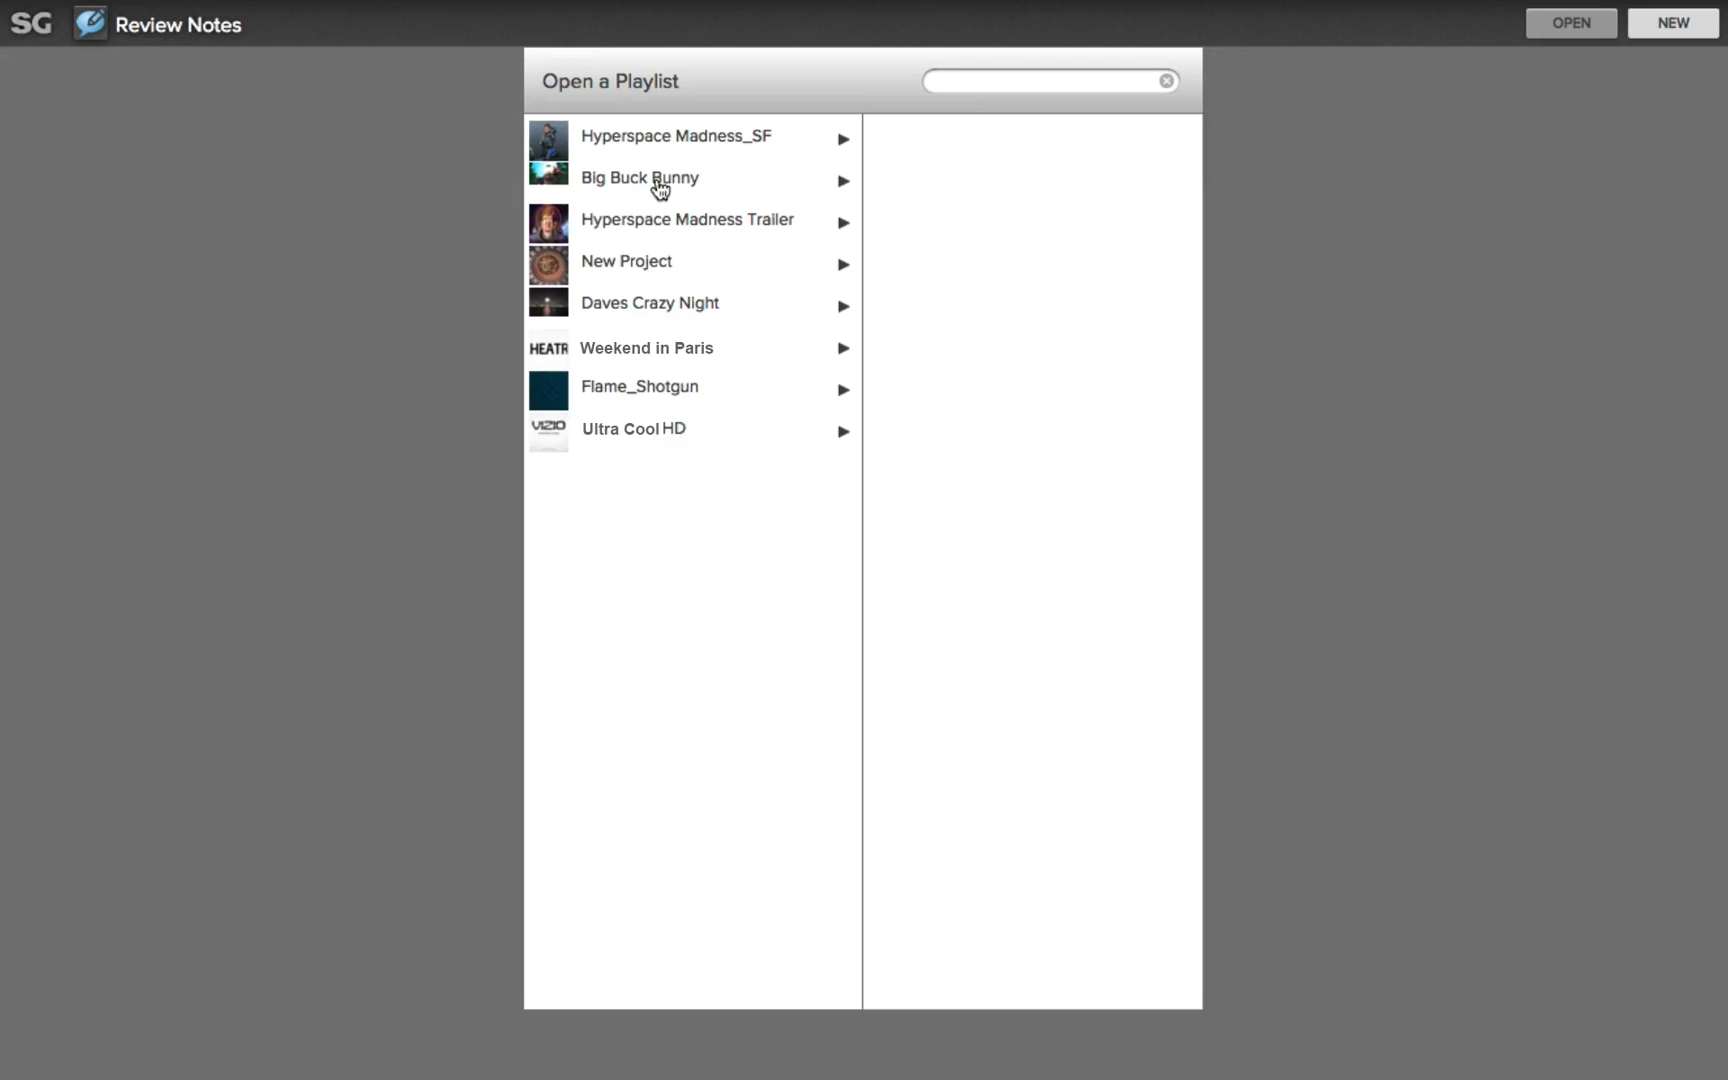 SG Review Notes OPEN NEW
Open a Playlist
Hyperspace Madness_SF
Big Buck Bunny
Hyperspace Madness Trailer
New Project
Daves Crazy Night
HEATR Weekend in Paris
Flame_Shotgun
VIZIO Ultra Cool HD